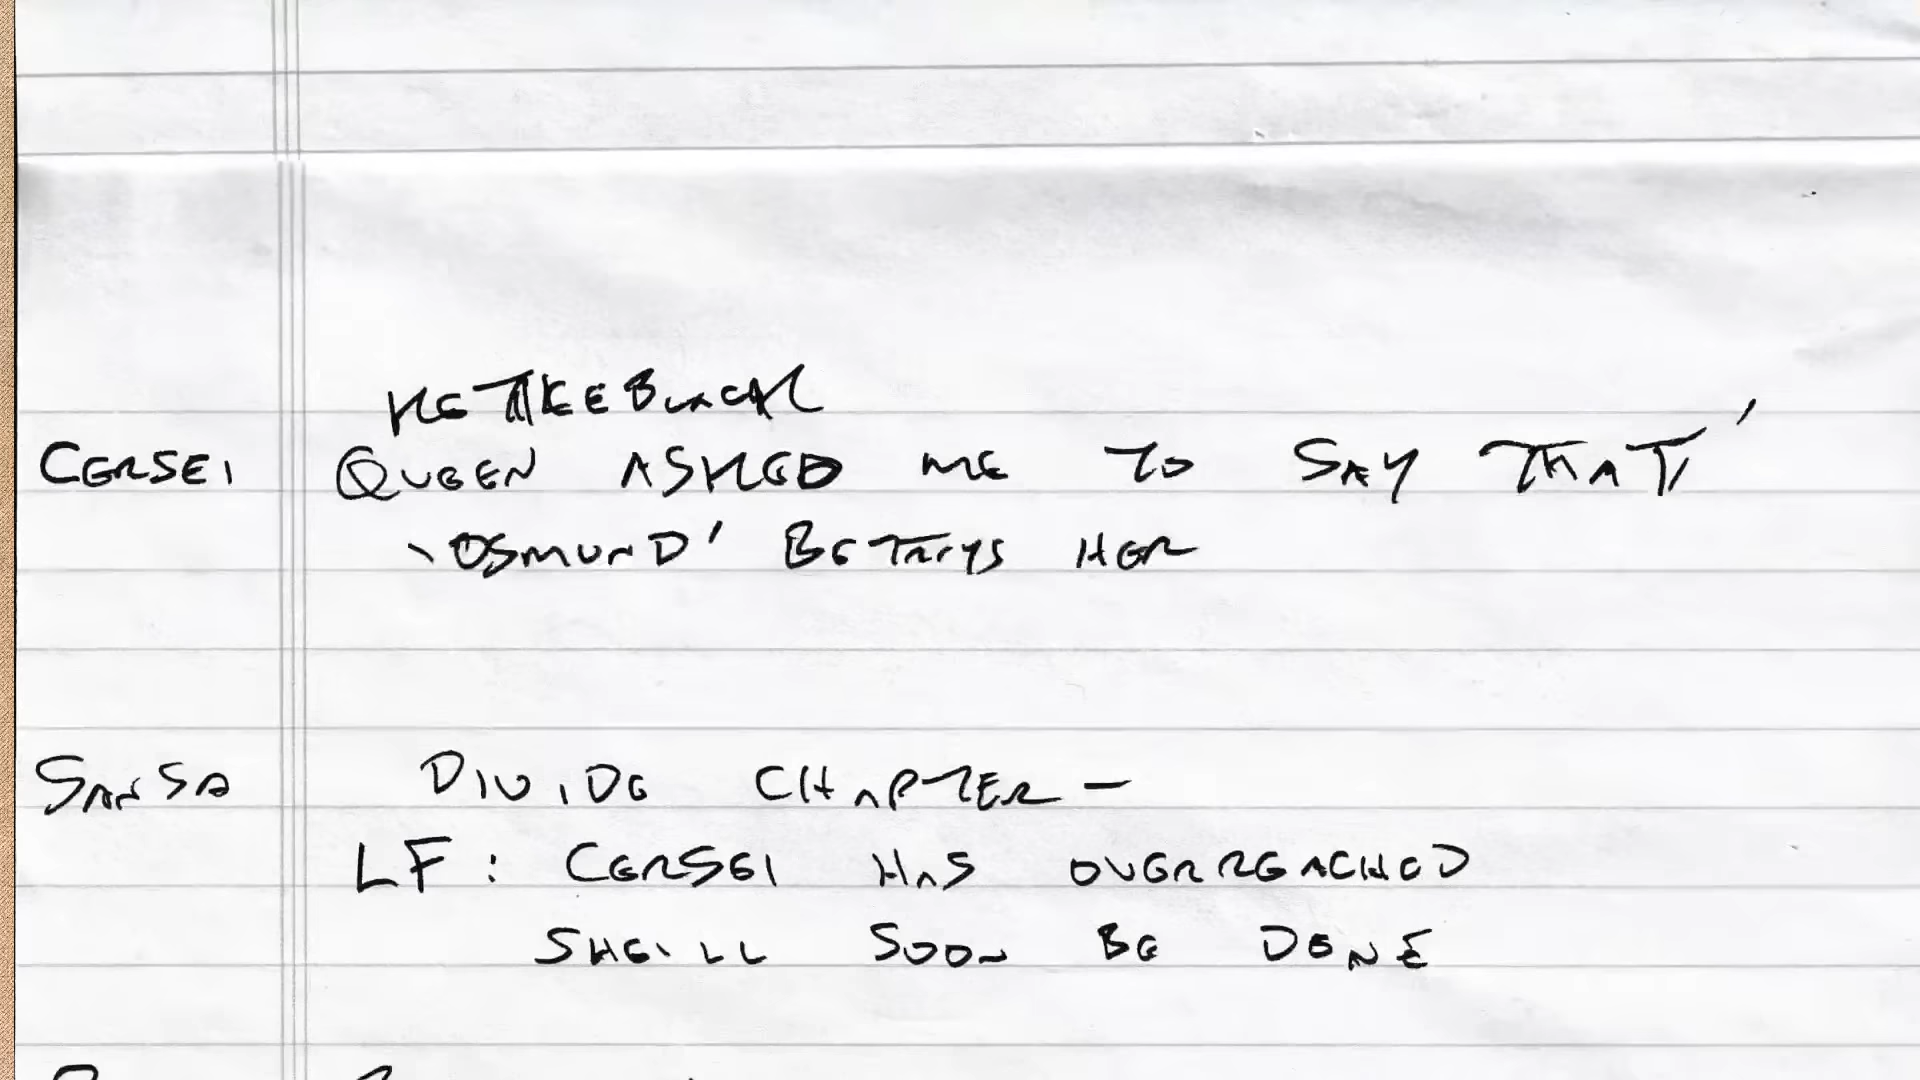 KETTLEBLACK
CERSEI QUEEN ASKED ME TO SAY THAT,'
'OSMUND' BETRAYS HER
SANSA DIVIDE CHAPTER —
LF: CERSEI HAS OVERREACHED
SHE'LL SOON BE DONE